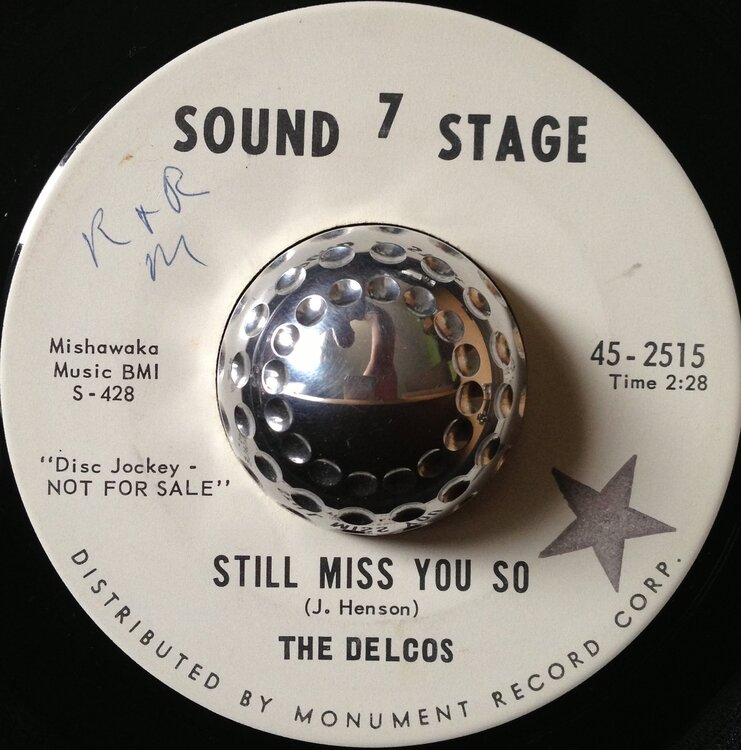 SOUND 7 STAGE
R + R
M
Mishawaka
Music BMI
S-428
45-2515
Time 2:28
"Disc Jockey -
NOT FOR SALE"
STILL MISS YOU SO
(J. Henson)
THE DELCOS
DISTRIBUTED BY MONUMENT RECORD CORP.